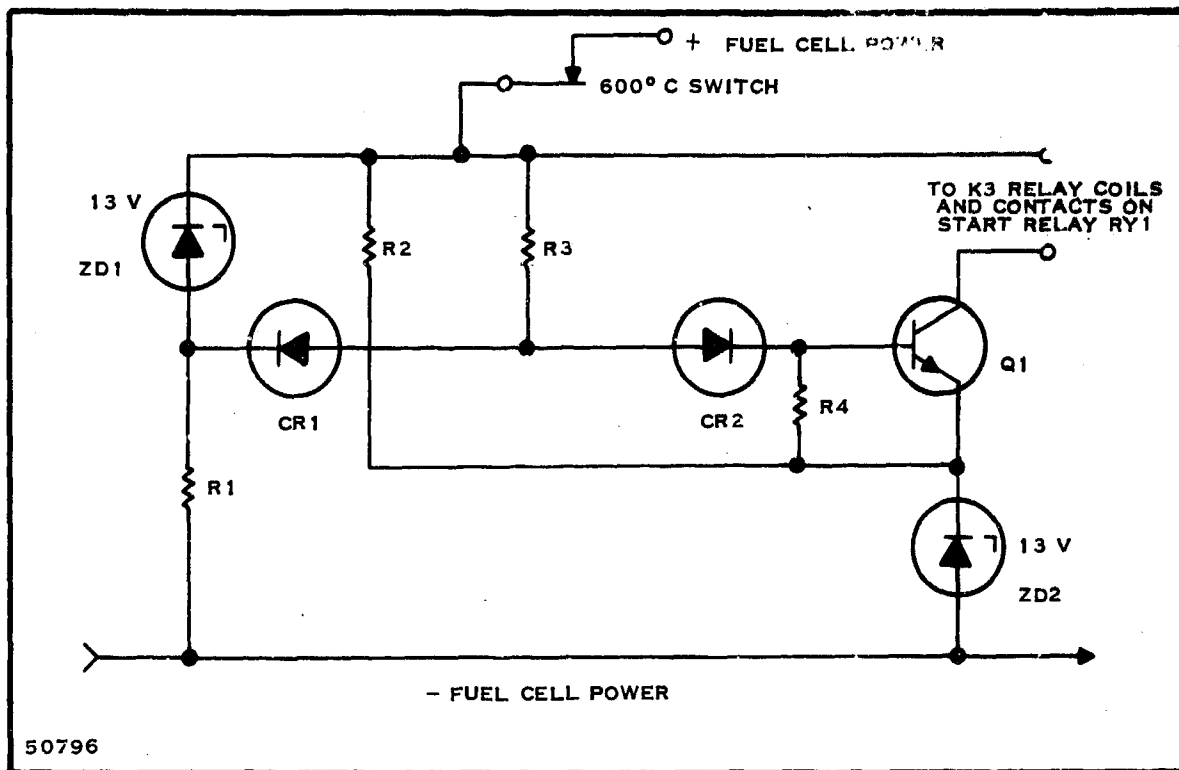 + FUEL CELL
600° C SWITCH
13 V
ZD1
R2
R3
TO K3 RELAY COILS
AND CONTACTS ON
START RELAY RY1
Q1
CR1
CR2
R4
R1
13 V
ZD2
- FUEL CELL POWER
50796